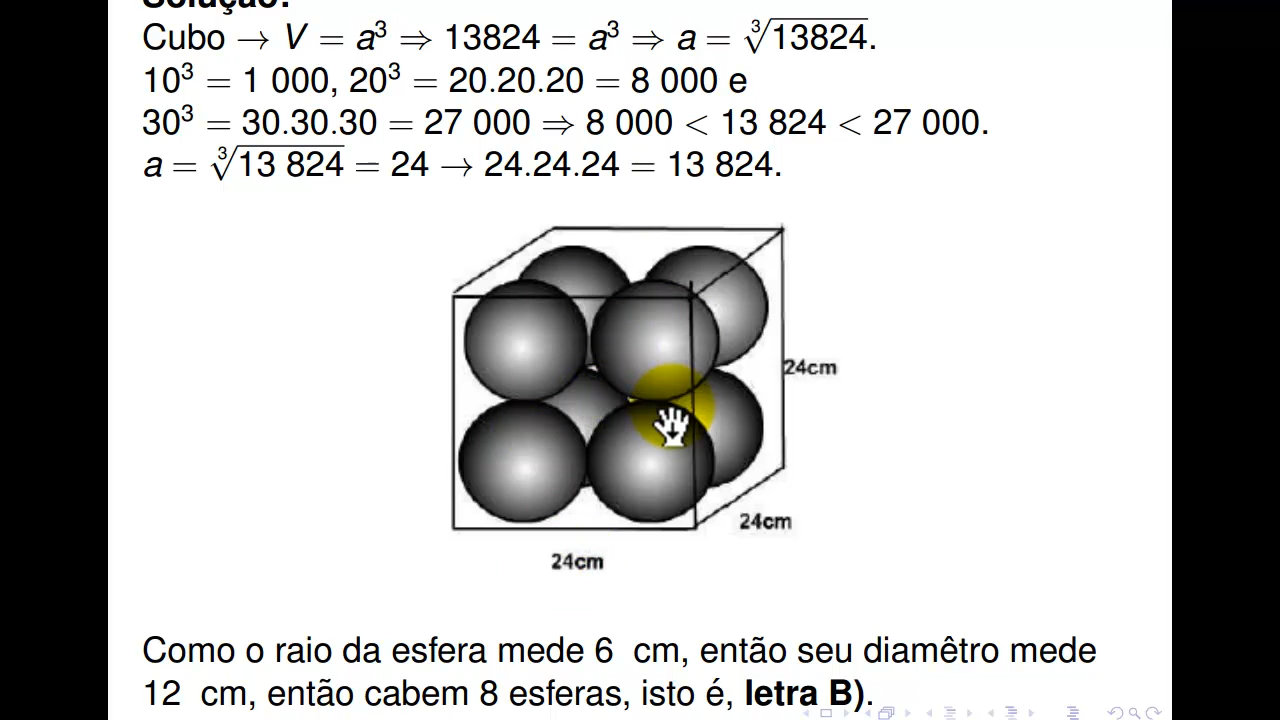 Solução:
Cubo → V = a³ ⇒ 13824 = a³ ⇒ a = ∛13824.
10³ = 1 000, 20³ = 20.20.20 = 8 000 e
30³ = 30.30.30 = 27 000 ⇒ 8 000 < 13 824 < 27 000.
a = ∛13 824 = 24 → 24.24.24 = 13 824.
24cm
24cm
24cm
Como o raio da esfera mede 6 cm, então seu diamêtro mede
12 cm, então cabem 8 esferas, isto é, letra B).